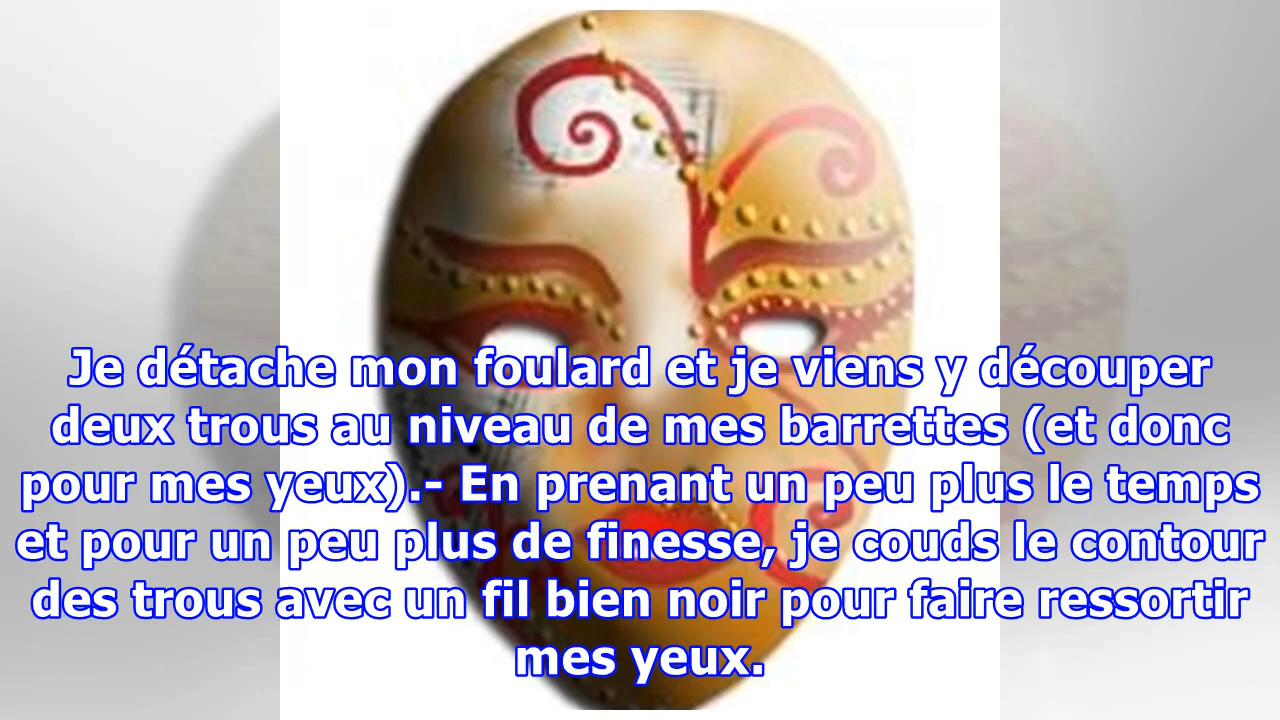 Je détache mon foulard et je viens y découper
deux trous au niveau de mes barrettes (et donc
pour mes yeux).- En prenant un peu plus le temps
et pour un peu plus de finesse, je couds le contour
des trous avec un fil bien noir pour faire ressortir
mes yeux.